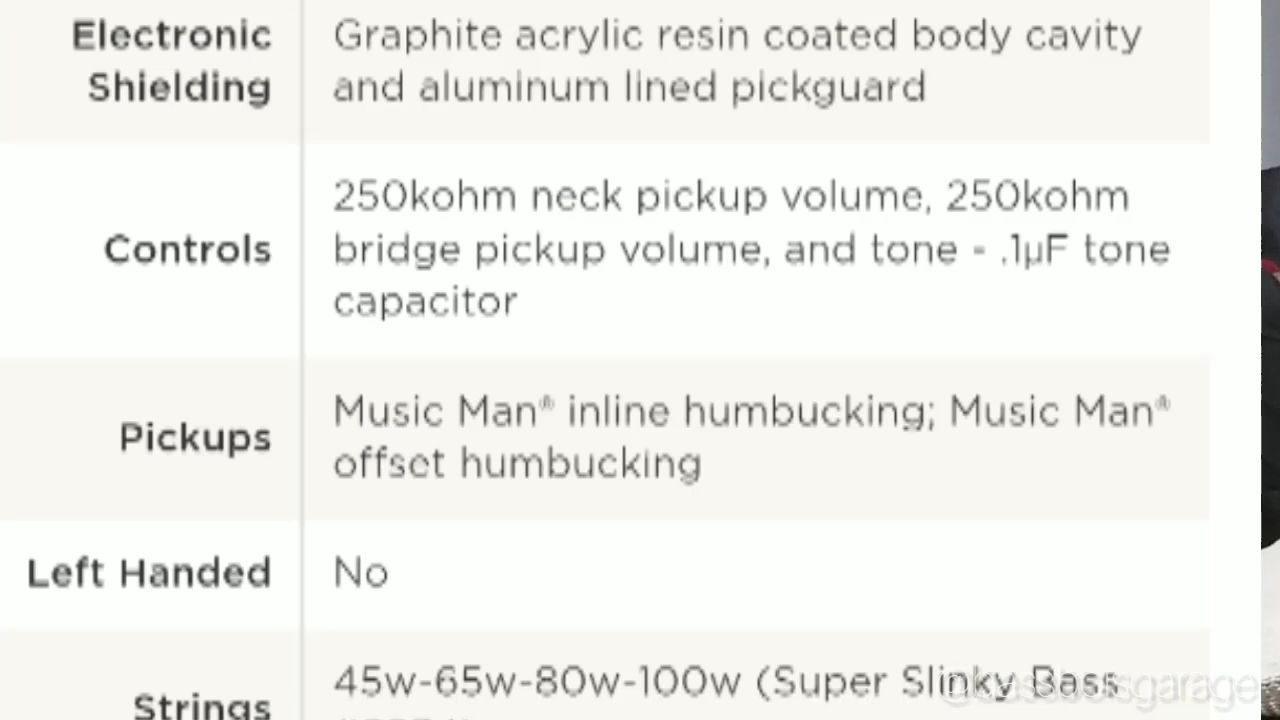 Electronic Shielding
Graphite acrylic resin coated body cavity
and aluminum lined pickguard
Controls
250kohm neck pickup volume, 250kohm
bridge pickup volume, and tone - .1µF tone
capacitor
Pickups
Music Man® inline humbucking; Music Man®
offset humbucking
Left Handed
No
Strings
45w-65w-80w-100w (Super Slinky Bass